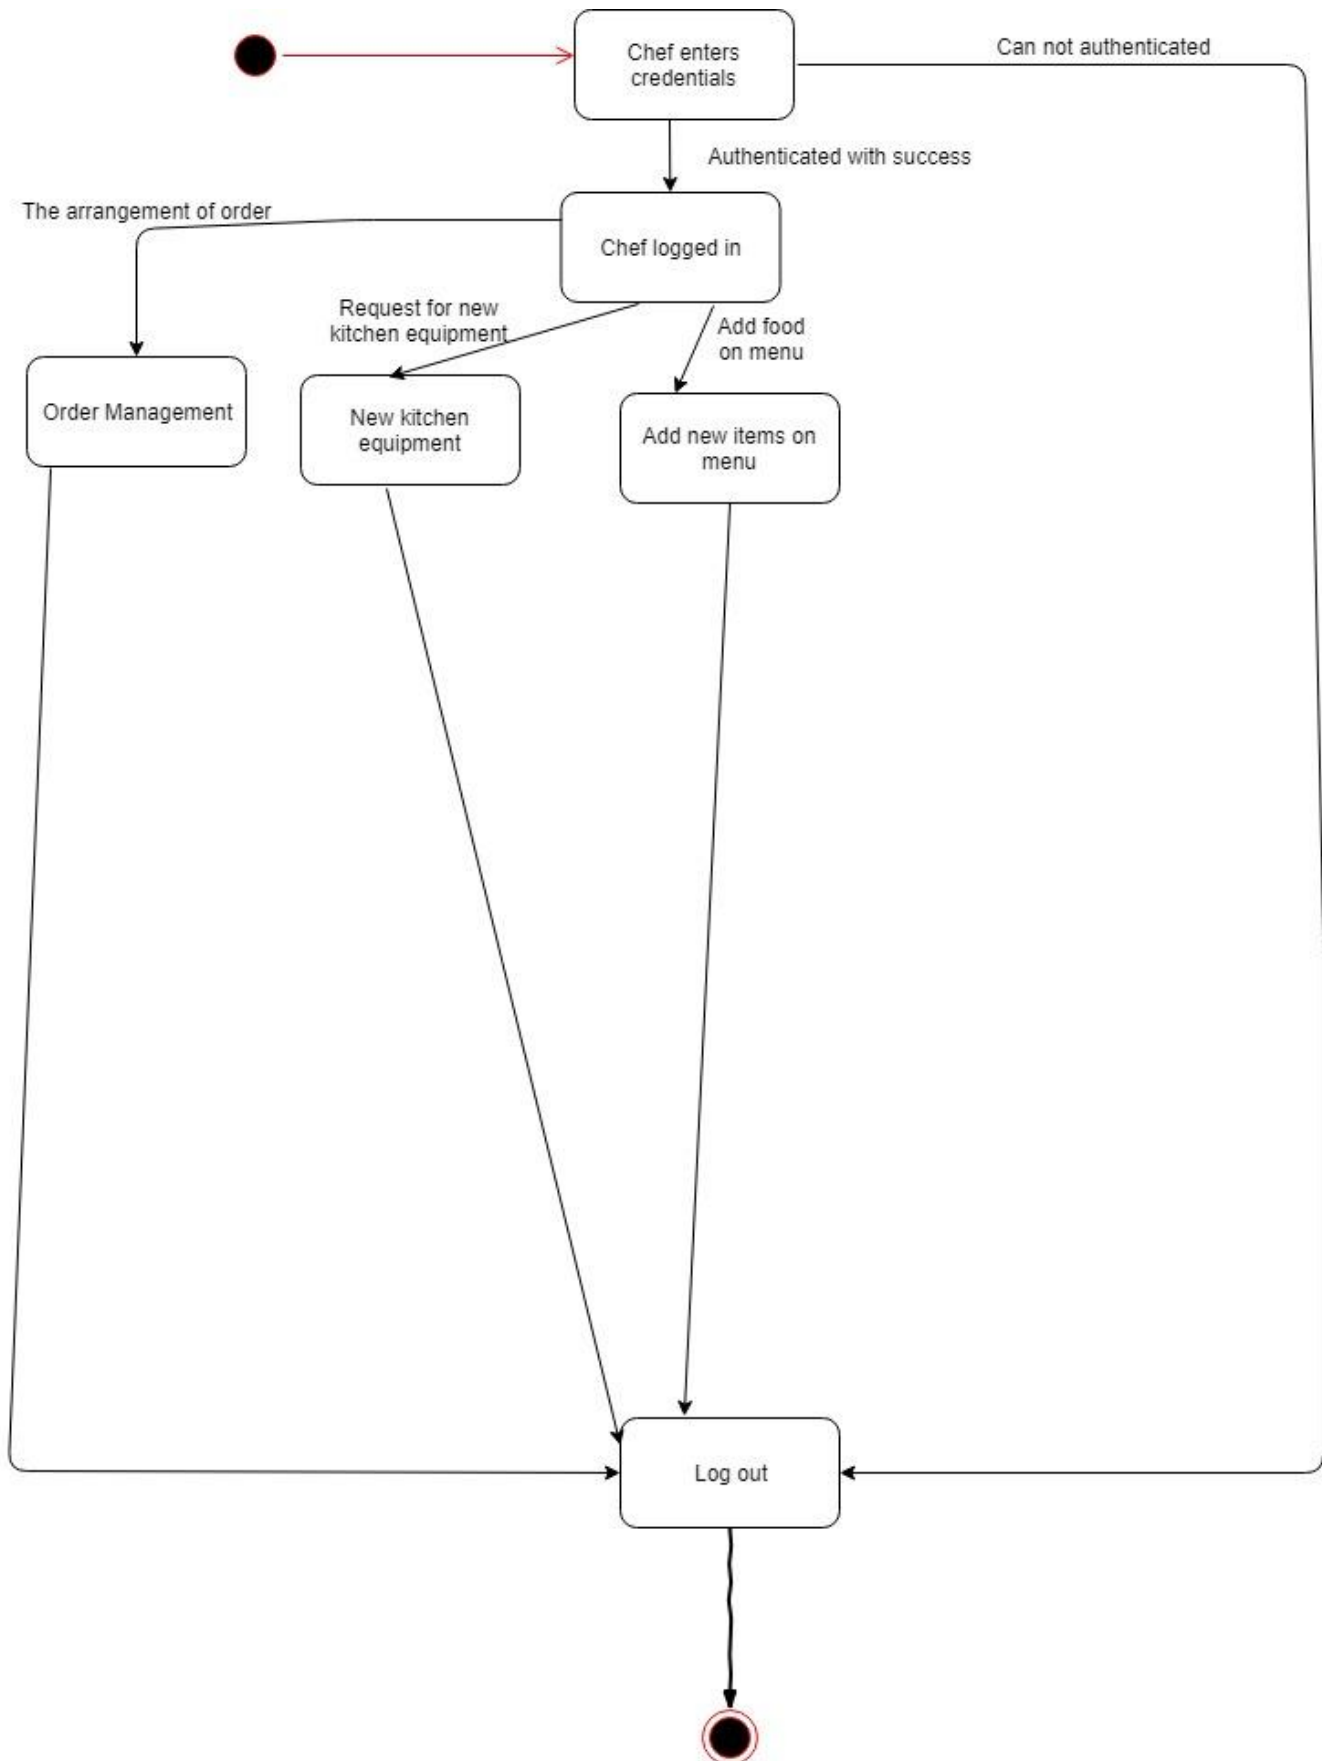 Chef enters
credentials
Can not authenticated
Authenticated with success
The arrangement of order
Chef logged in
Request for new
kitchen equipment
Add food
on menu
Order Management
New kitchen
equipment
Add new items on
menu
Log out